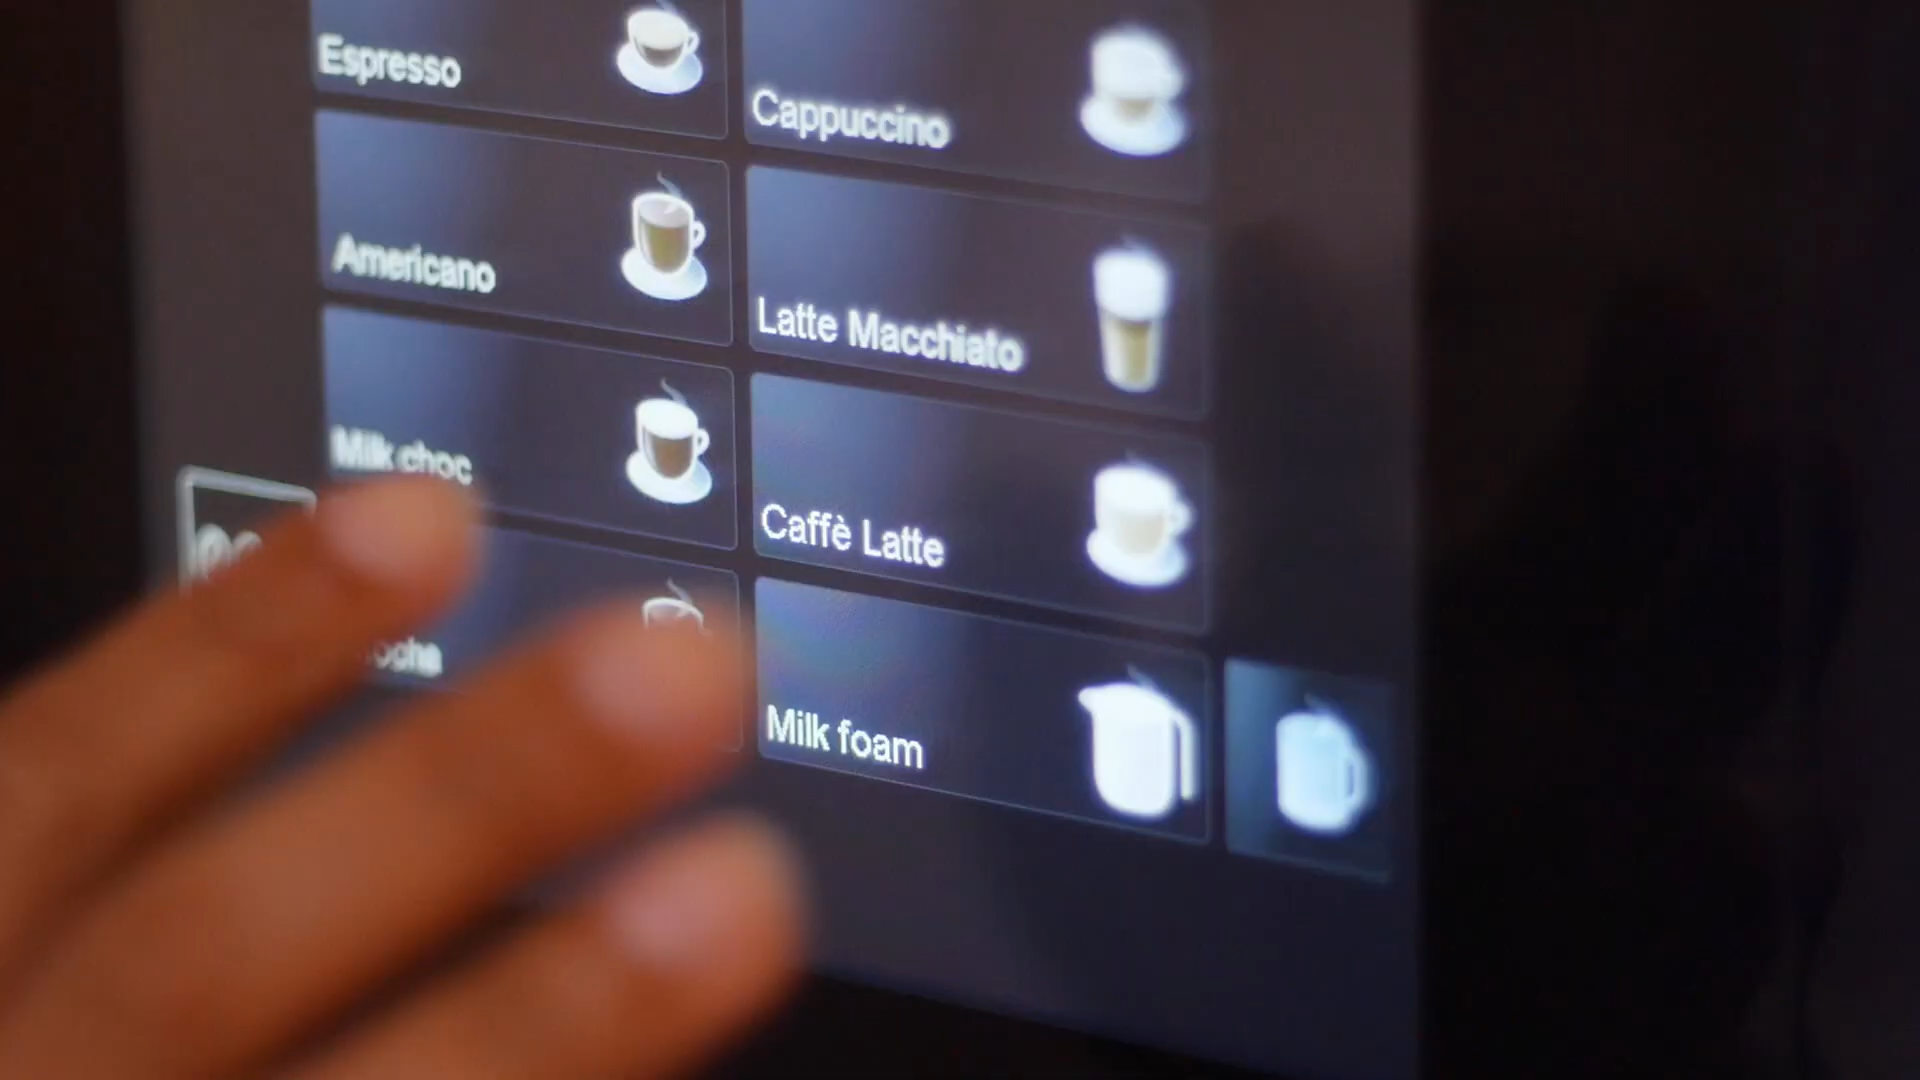 Espresso
Cappuccino
Americano
Latte Macchiato
Milk choc
Caffè Latte
Milk foam